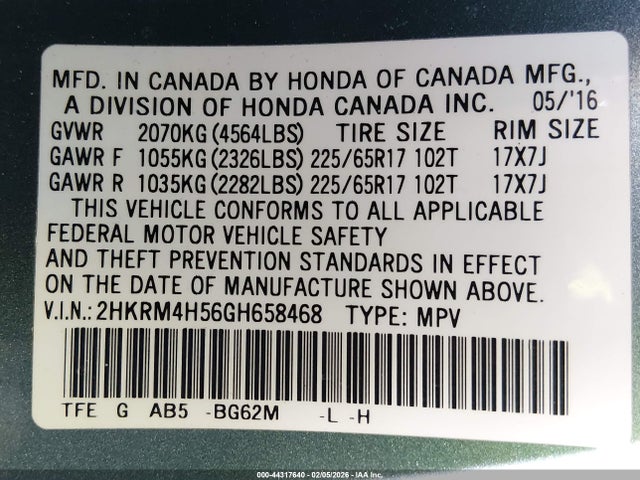 MFD. IN CANADA BY HONDA OF CANADA MFG.,
A DIVISION OF HONDA CANADA INC. 05/'16
GVWR 2070KG(4564LBS) TIRE SIZE RIM SIZE
GAWR F 1055KG(2326LBS) 225/65R17 102T 17X7J
GAWR R 1035KG(2282LBS) 225/65R17 102T 17X7J
THIS VEHICLE CONFORMS TO ALL APPLICABLE
FEDERAL MOTOR VEHICLE SAFETY
AND THEFT PREVENTION STANDARDS IN EFFECT
ON THE DATE OF MANUFACTURE SHOWN ABOVE.
V.I.N.:2HKRM4H56GH658468 TYPE: MPV
TFE G AB5 -BG62M -L -H
000-44317640 - 02/05/2026 - IAA Inc.